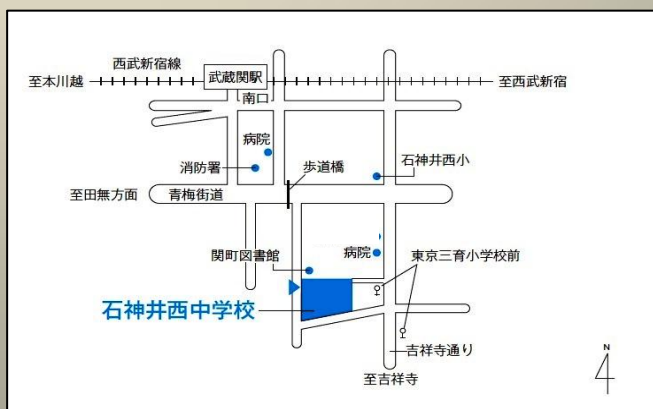 西武新宿線
至本川越
武蔵関駅
至西武新宿
南口
病院
消防署
歩道橋
石神井西小
至田無方面
青梅街道
関町図書館
病院
東京三育小学校前
石神井西中学校
吉祥寺通り
至吉祥寺
N